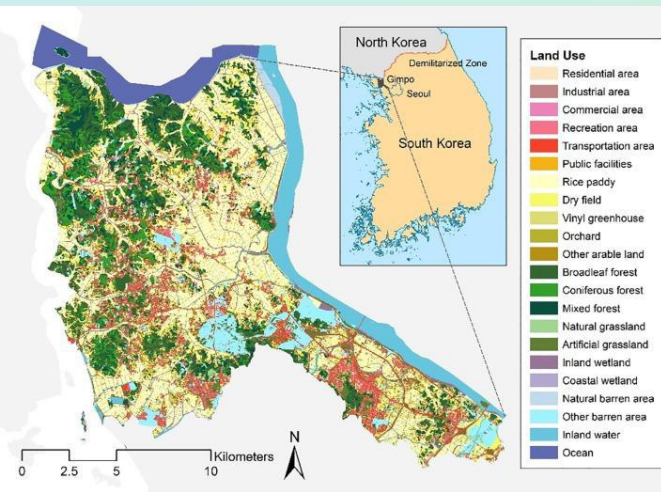 North Korea
Demilitarized Zone
Gimpo
Seoul
South Korea
Land Use
Residential area
Industrial area
Commercial area
Recreation area
Transportation area
Public facilities
Rice paddy
Dry field
Vinyl greenhouse
Orchard
Other arable land
Broadleaf forest
Coniferous forest
Mixed forest
Natural grassland
Artificial grassland
Inland wetland
Coastal wetland
Natural barren area
Other barren area
Inland water
Ocean
N
Kilometers
0 2.5 5 10